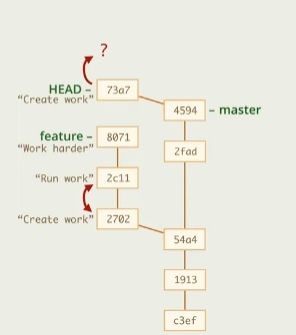 ?
HEAD – 73a7
"Create work"
4594 – master
feature – 8071
"Work harder"
2fad
"Run work" 2c11
"Create work" 2702
54a4
1913
c3ef